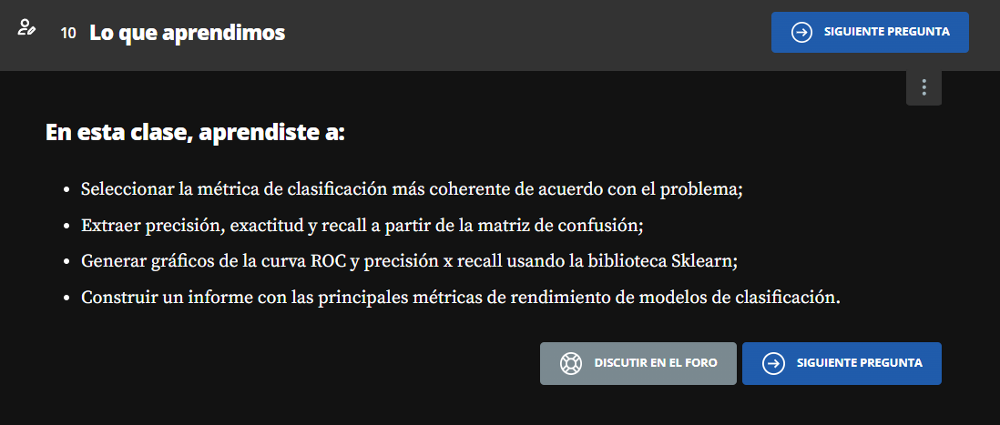 10 Lo que aprendimos
SIGUIENTE PREGUNTA
En esta clase, aprendiste a:
• Seleccionar la métrica de clasificación más coherente de acuerdo con el problema;
• Extraer precisión, exactitud y recall a partir de la matriz de confusión;
• Generar gráficos de la curva ROC y precisión x recall usando la biblioteca Sklearn;
• Construir un informe con las principales métricas de rendimiento de modelos de clasificación.
DISCUTIR EN EL FORO
SIGUIENTE PREGUNTA